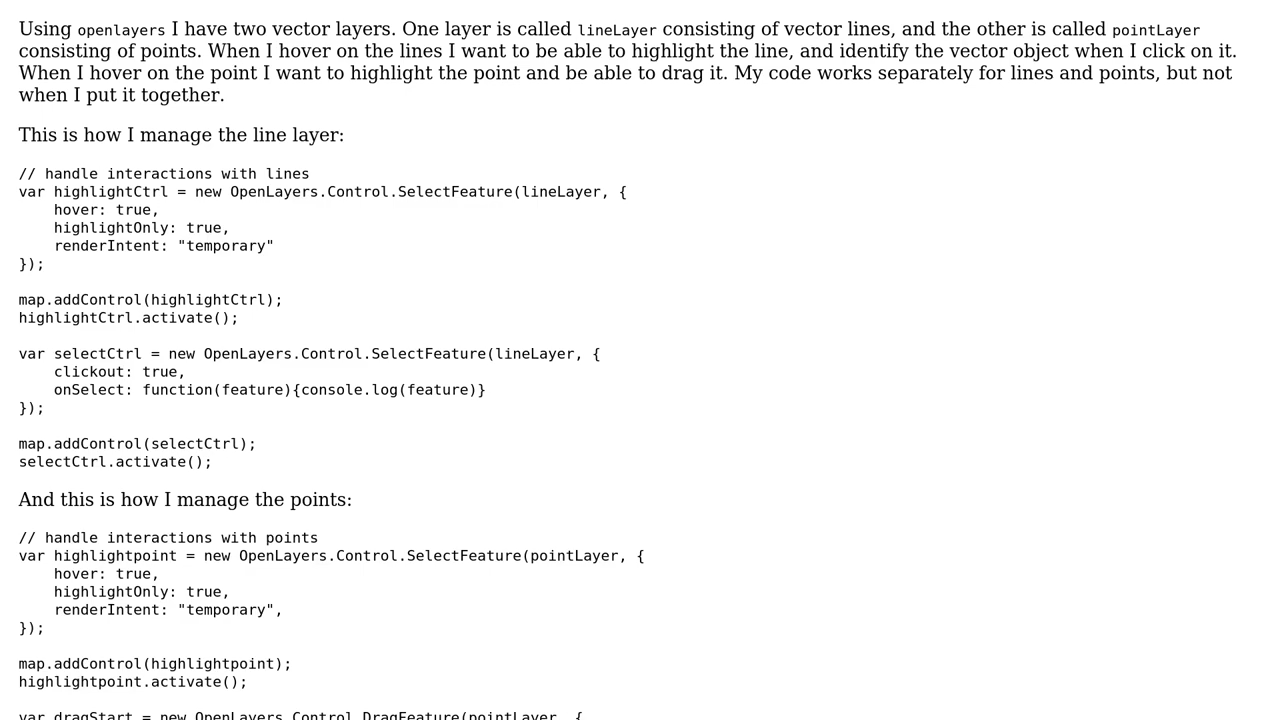 Using openlayers I have two vector layers. One layer is called lineLayer consisting of vector lines, and the other is called pointLayer
consisting of points. When I hover on the lines I want to be able to highlight the line, and identify the vector object when I click on it.
When I hover on the point I want to highlight the point and be able to drag it. My code works separately for lines and points, but not
when I put it together.
This is how I manage the line layer:
// handle interactions with lines
var highlightCtrl = new OpenLayers.Control.SelectFeature(lineLayer, {
    hover: true,
    highlightOnly: true,
    renderIntent: "temporary"
});
map.addControl(highlightCtrl);
highlightCtrl.activate();
var selectCtrl = new OpenLayers.Control.SelectFeature(lineLayer, {
    clickout: true,
    onSelect: function(feature){console.log(feature)}
});
map.addControl(selectCtrl);
selectCtrl.activate();
And this is how I manage the points:
// handle interactions with points
var highlightpoint = new OpenLayers.Control.SelectFeature(pointLayer, {
    hover: true,
    highlightOnly: true,
    renderIntent: "temporary",
});
map.addControl(highlightpoint);
highlightpoint.activate();
var dragStart = new OpenLayers.Control.DragFeature(pointLayer, {